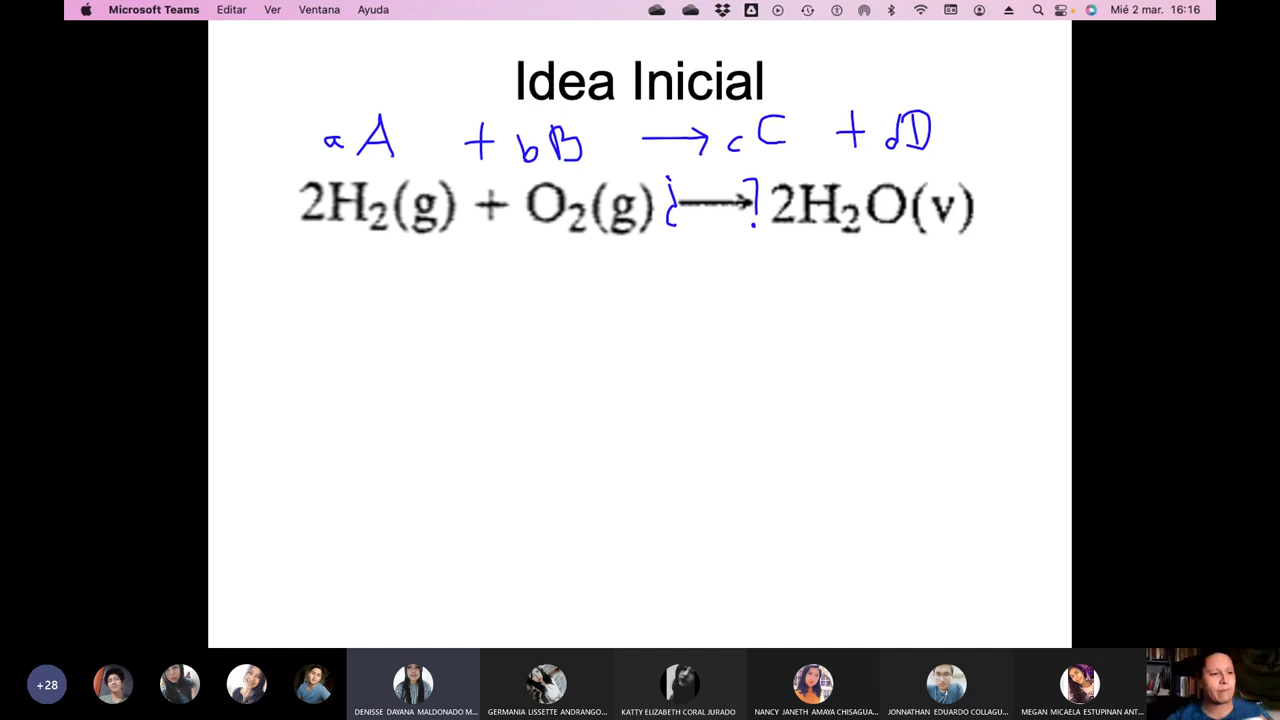 Microsoft Teams Editar Ver Ventana Ayuda Mié 2 mar. 16:16
Idea Inicial
aA + bB → cC + dD
2H₂(g) + O₂(g) ¿→? 2H₂O(v)
+28
DENISSE DAYANA MALDONADO M...
GERMANIA LISSETTE ANDRANGO...
KATTY ELIZABETH CORAL JURADO
NANCY JANETH AMAYA CHISAGUA...
JONNATHAN EDUARDO COLLAGU...
MEGAN MICAELA ESTUPINAN ANT...